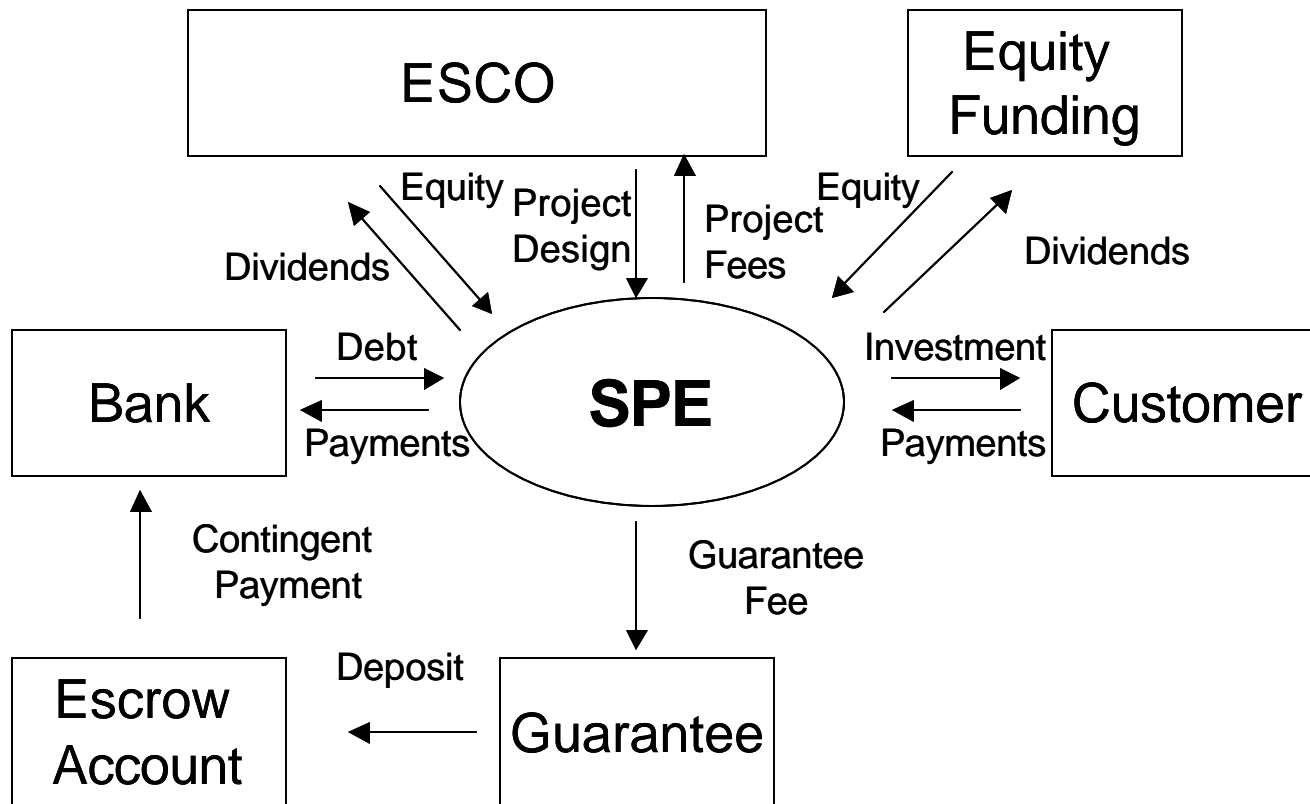 ESCO
Equity
Funding
Equity
Project
Design
Project
Fees
Equity
Dividends
Dividends
Debt
Investment
Bank
SPE
Customer
Payments
Payments
Contingent
Payment
Guarantee
Fee
Deposit
Escrow
Account
Guarantee